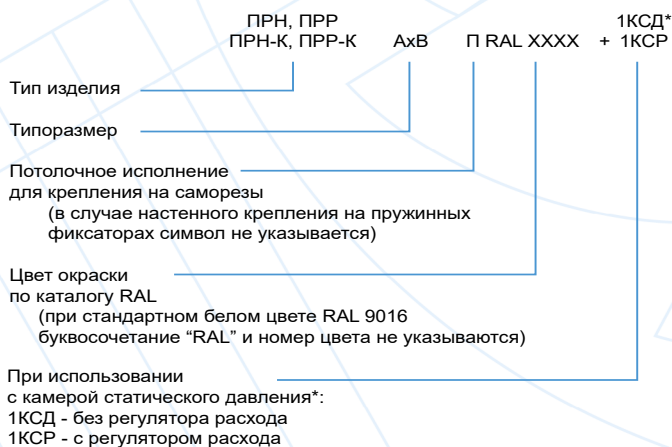 ПРН, ПРР 1КСД*
ПРН-К, ПРР-К АхВ П RAL XXXX + 1КСР
Тип изделия
Типоразмер
Потолочное исполнение
для крепления на саморезы
(в случае настенного крепления на пружинных
фиксаторах символ не указывается)
Цвет окраски
по каталогу RAL
(при стандартном белом цвете RAL 9016
буквосочетание “RAL” и номер цвета не указываются)
При использовании
с камерой статического давления*:
1КСД - без регулятора расхода
1КСР - с регулятором расхода